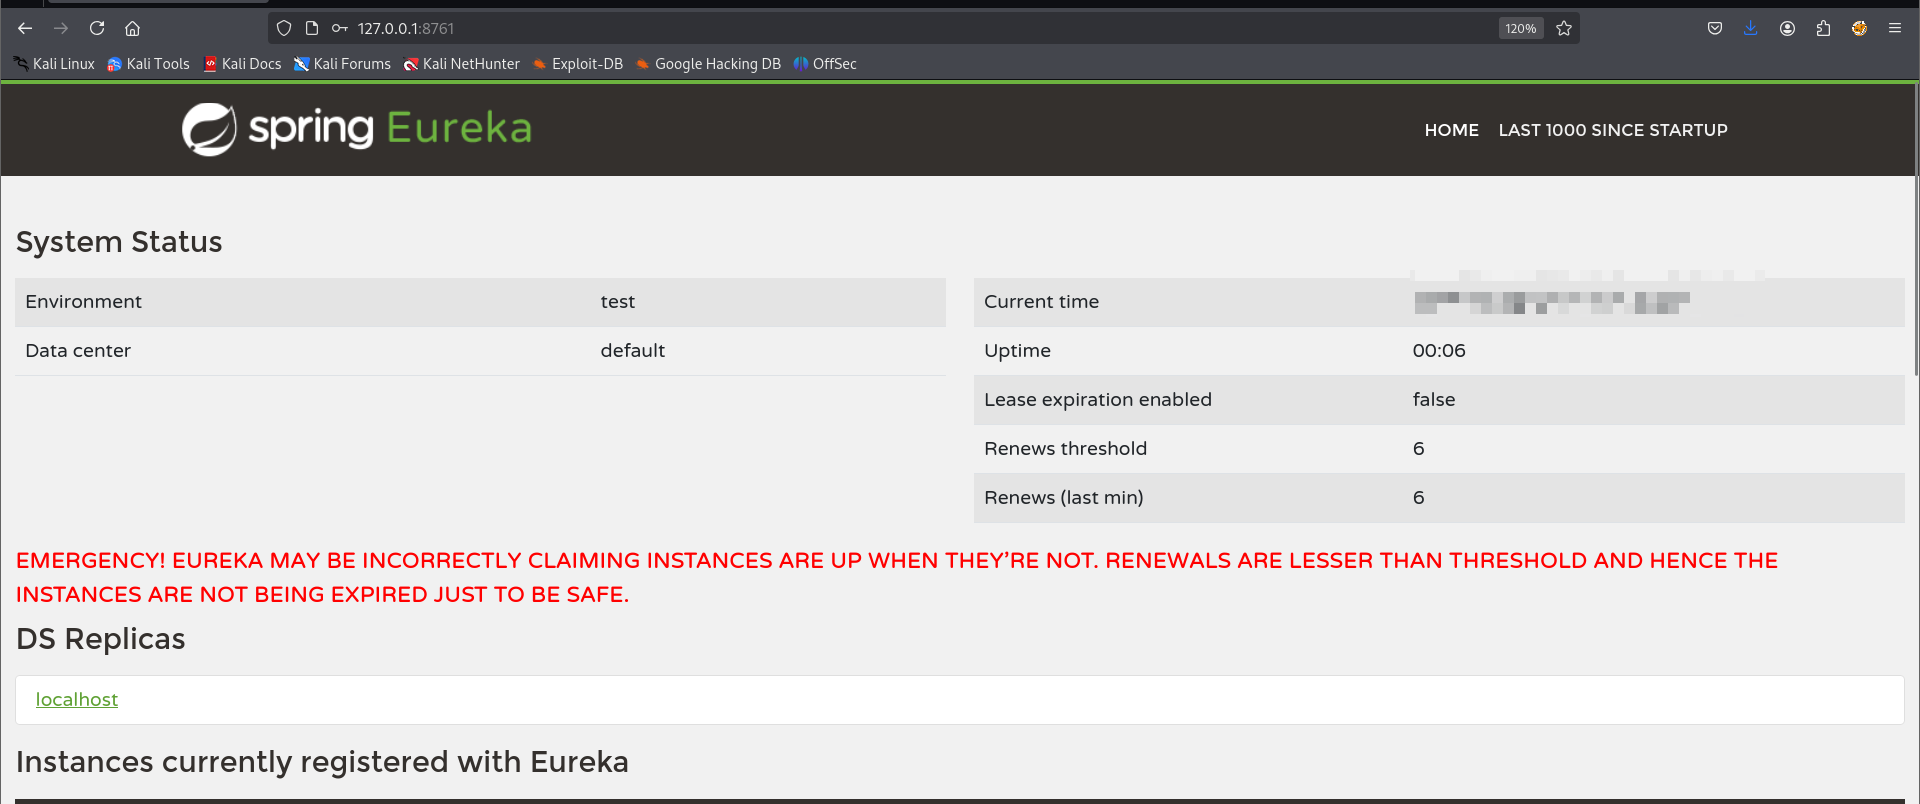 127.0.0.1:8761
120%
Kali Linux Kali Tools Kali Docs Kali Forums Kali NetHunter Exploit-DB Google Hacking DB OffSec
spring Eureka
HOME LAST 1000 SINCE STARTUP
System Status
Environment test
Data center default
Current time
Uptime 00:06
Lease expiration enabled false
Renews threshold 6
Renews (last min) 6
EMERGENCY! EUREKA MAY BE INCORRECTLY CLAIMING INSTANCES ARE UP WHEN THEY'RE NOT. RENEWALS ARE LESSER THAN THRESHOLD AND HENCE THE
INSTANCES ARE NOT BEING EXPIRED JUST TO BE SAFE.
DS Replicas
localhost
Instances currently registered with Eureka